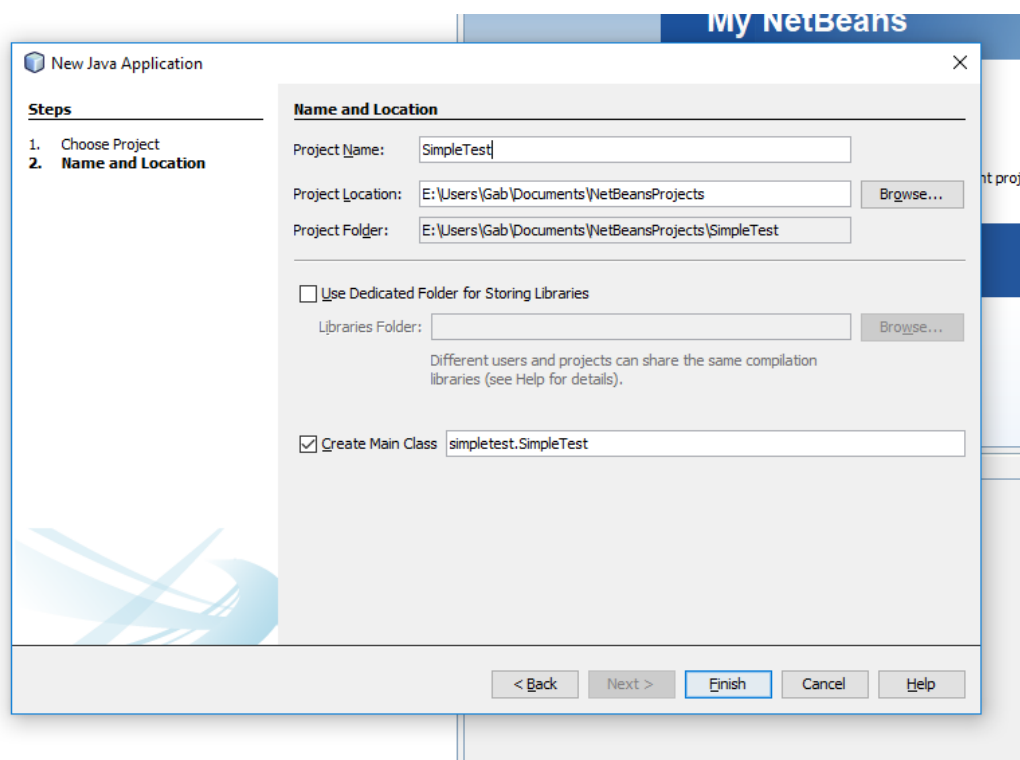 My NetBeans
New Java Application
Steps
1. Choose Project
2. Name and Location
Name and Location
Project Name: SimpleTest
Project Location: E:\Users\Gab\Documents\NetBeansProjects Browse...
Project Folder: E:\Users\Gab\Documents\NetBeansProjects\SimpleTest
Use Dedicated Folder for Storing Libraries
Libraries Folder: Browse...
Different users and projects can share the same compilation
libraries (see Help for details).
Create Main Class simpletest.SimpleTest
< Back Next > Finish Cancel Help